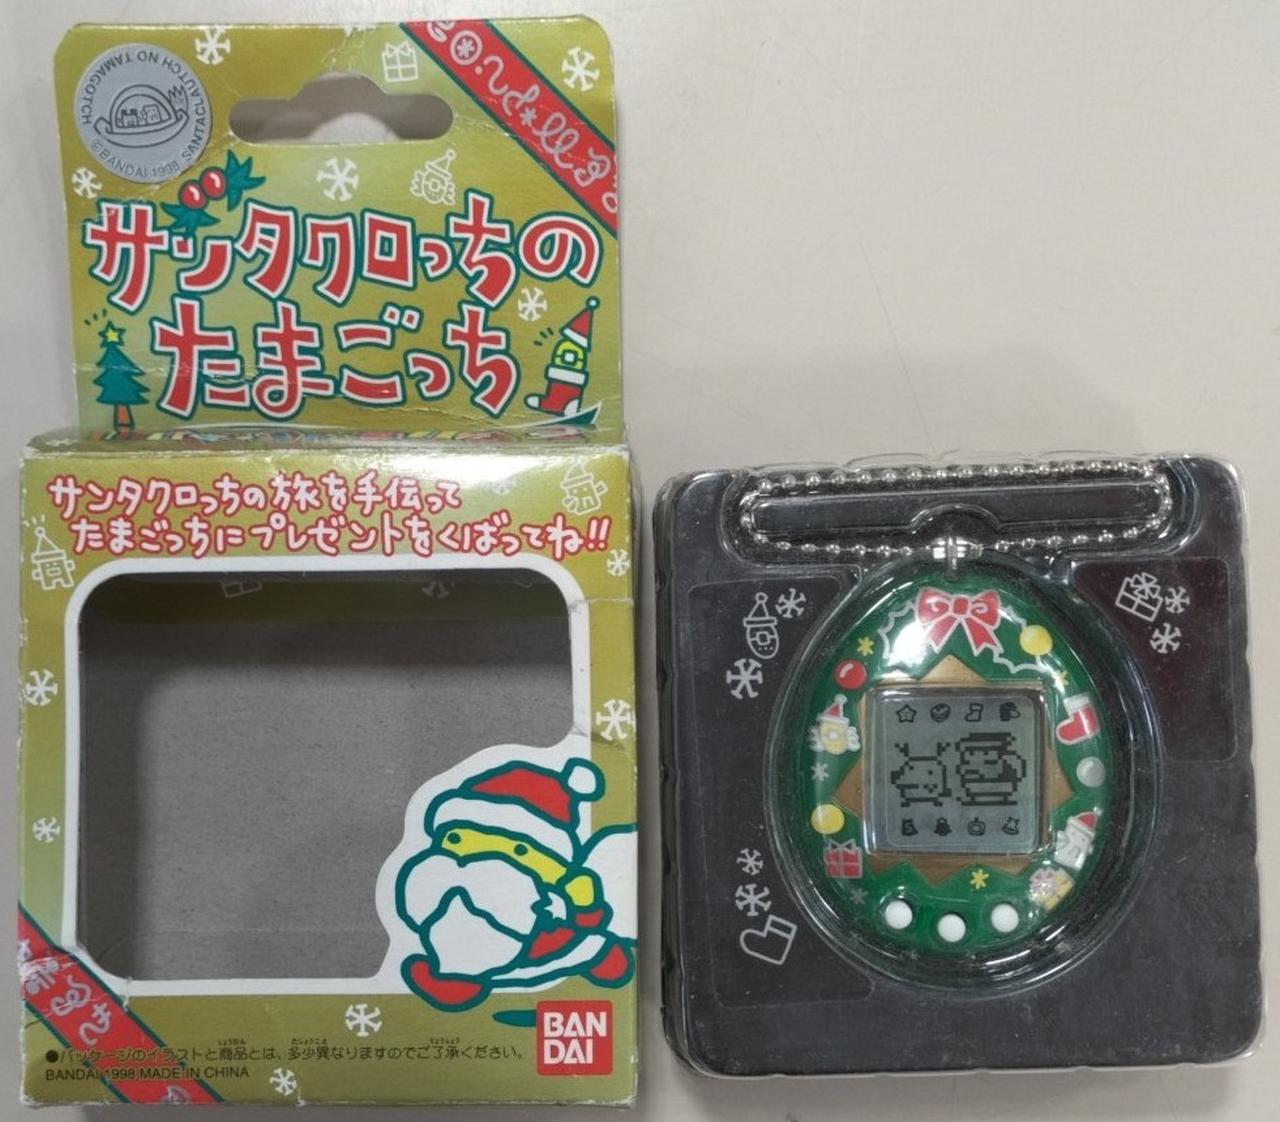 SANTACLAUTCH NO TAMAGOTCH
©BANDAI 1998
サンタクロっちの
たまごっち
サンタクロっちの旅を手伝って
たまごっちにプレゼントをくばってね!!
BAN
DAI
●パッケージのイラストと商品とは、多少異なりますのでご了承ください。
BANDAI 1998 MADE IN CHINA